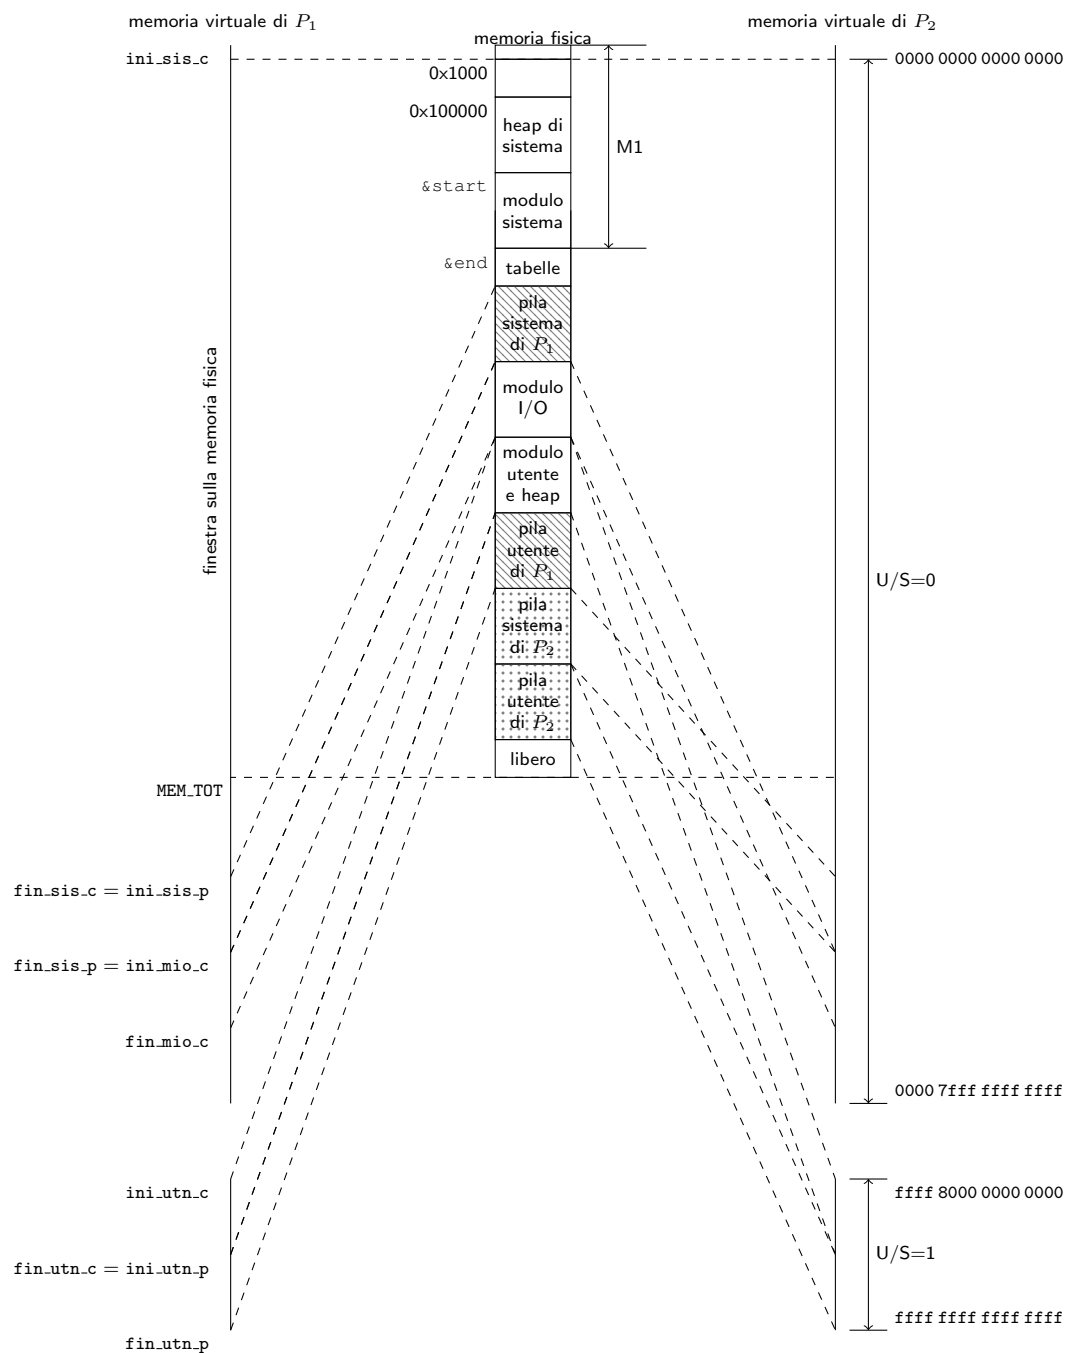 memoria virtuale di P1
memoria virtuale di P2
memoria fisica
ini_sis_c
0000 0000 0000 0000
0x1000
0x100000
heap di
sistema
M1
&start
modulo
sistema
&end
tabelle
pila
sistema
di P1
finestra sulla memoria fisica
modulo
I/O
modulo
utente
e heap
pila
utente
di P1
U/S=0
pila
sistema
di P2
pila
utente
di P2
libero
MEM_TOT
fin_sis_c = ini_sis_p
fin_sis_p = ini_mio_c
fin_mio_c
0000 7fff ffff ffff
ini_utn_c
ffff 8000 0000 0000
U/S=1
fin_utn_c = ini_utn_p
ffff ffff ffff ffff
fin_utn_p